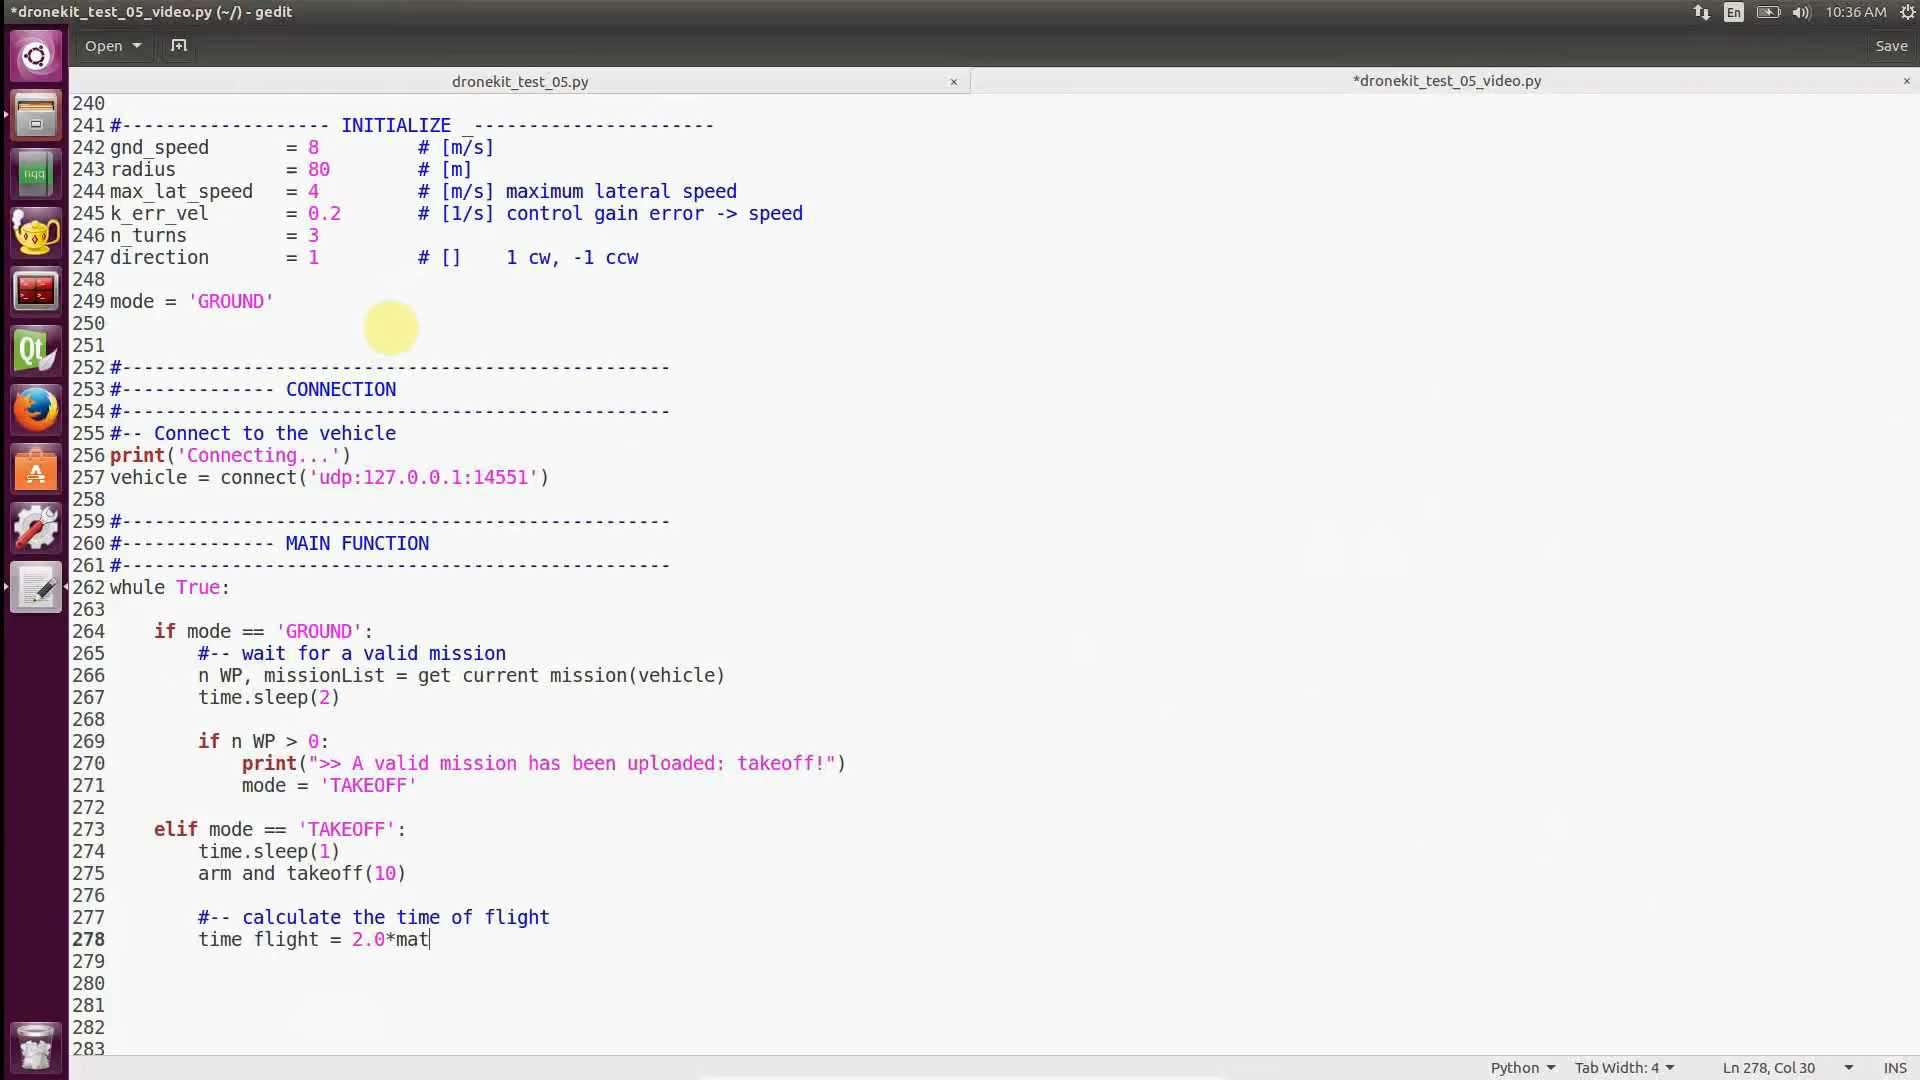 *dronekit_test_05_video.py (~/) - gedit
En
10:36 AM
Open
Save
dronekit_test_05.py ×
*dronekit_test_05_video.py ×
240
241 #------------------- INITIALIZE _----------------------
242 gnd_speed = 8 # [m/s]
243 radius = 80 # [m]
244 max_lat_speed = 4 # [m/s] maximum lateral speed
245 k_err_vel = 0.2 # [1/s] control gain error -> speed
246 n_turns = 3
247 direction = 1 # [] 1 cw, -1 ccw
248
249 mode = 'GROUND'
250
251
252 #--------------------------------------------------
253 #-------------- CONNECTION
254 #--------------------------------------------------
255 #-- Connect to the vehicle
256 print('Connecting...')
257 vehicle = connect('udp:127.0.0.1:14551')
258
259 #--------------------------------------------------
260 #-------------- MAIN FUNCTION
261 #--------------------------------------------------
262 whule True:
263
264 if mode == 'GROUND':
265 #-- wait for a valid mission
266 n WP, missionList = get current mission(vehicle)
267 time.sleep(2)
268
269 if n WP > 0:
270 print(">> A valid mission has been uploaded: takeoff!")
271 mode = 'TAKEOFF'
272
273 elif mode == 'TAKEOFF':
274 time.sleep(1)
275 arm and takeoff(10)
276
277 #-- calculate the time of flight
278 time flight = 2.0*mat
279
280
281
282
283
nqq
Qt
Python
Tab Width: 4
Ln 278, Col 30
INS